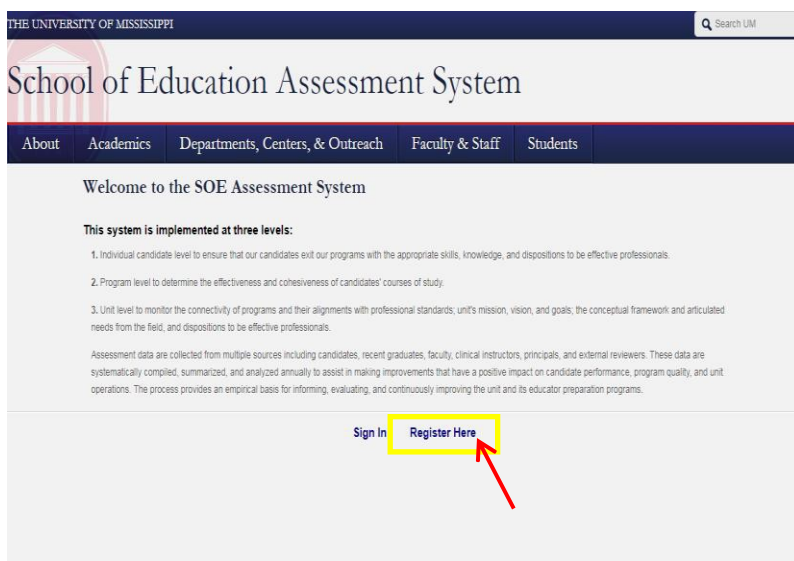 THE UNIVERSITY OF MISSISSIPPI
Search UM
School of Education Assessment System
About Academics Departments, Centers, & Outreach Faculty & Staff Students
Welcome to the SOE Assessment System
This system is implemented at three levels:
1. Individual candidate level to ensure that our candidates exit our programs with the appropriate skills, knowledge, and dispositions to be effective professionals.
2. Program level to determine the effectiveness and cohesiveness of candidates' courses of study.
3. Unit level to monitor the connectivity of programs and their alignments with professional standards; unit's mission, vision, and goals; the conceptual framework and articulated
needs from the field, and dispositions to be effective professionals.
Assessment data are collected from multiple sources including candidates, recent graduates, faculty, clinical instructors, principals, and external reviewers. These data are
systematically compiled, summarized, and analyzed annually to assist in making improvements that have a positive impact on candidate performance, program quality, and unit
operations. The process provides an empirical basis for informing, evaluating, and continuously improving the unit and its educator preparation programs.
Sign In Register Here